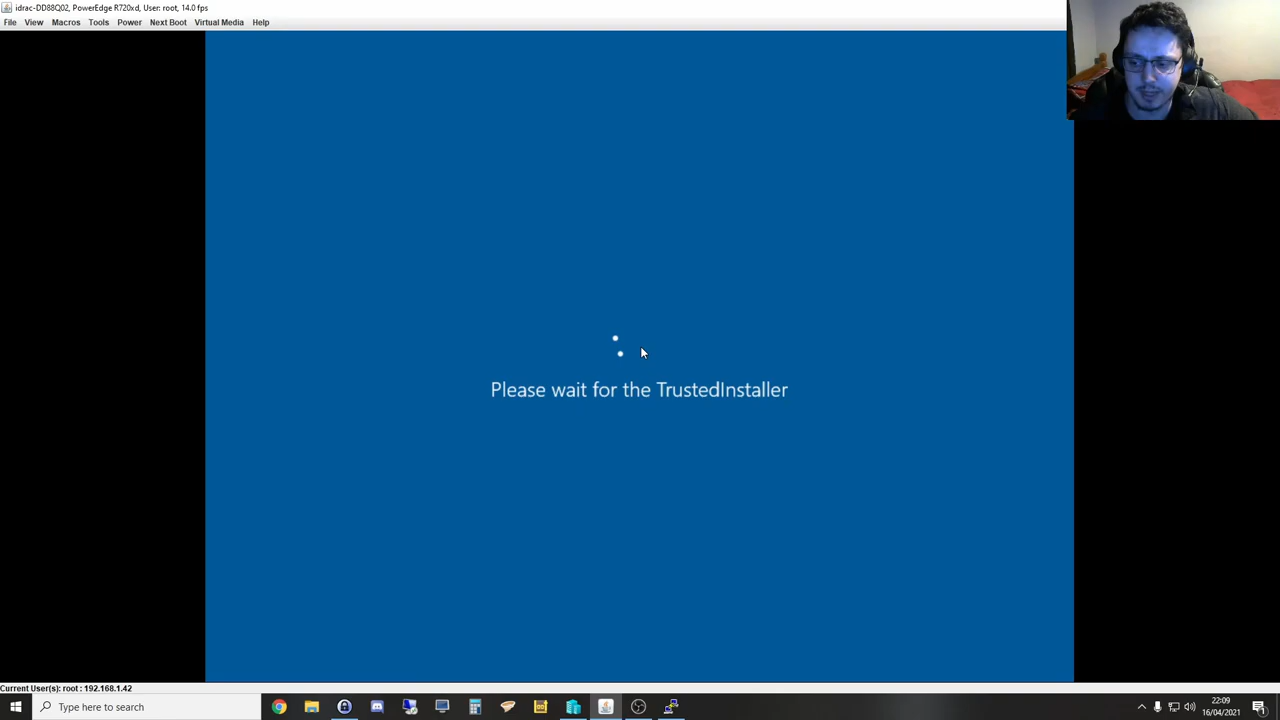 idrac-DD88Q02, PowerEdge R720xd, User: root, 14.0 fps
File View Macros Tools Power Next Boot Virtual Media Help
Please wait for the TrustedInstaller
Current User(s): root : 192.168.1.42
Type here to search
22:09
16/04/2021
1